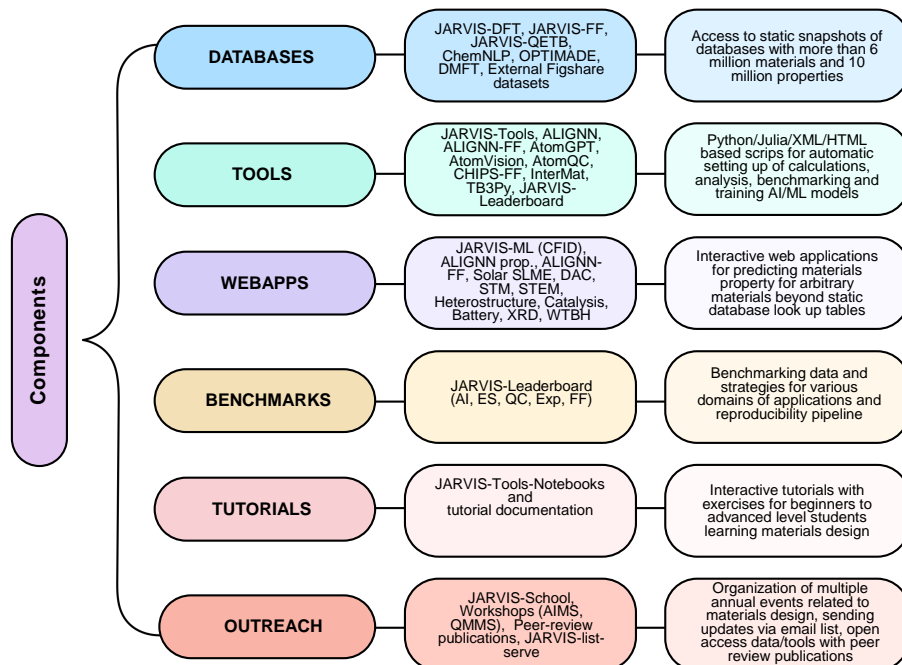 Components
DATABASES
JARVIS-DFT, JARVIS-FF,
JARVIS-QETB,
ChemNLP, OPTIMADE,
DMFT, External Figshare
datasets
Access to static snapshots of
databases with more than 6
million materials and 10
million properties
TOOLS
JARVIS-Tools, ALIGNN,
ALIGNN-FF, AtomGPT,
AtomVision, AtomQC,
CHIPS-FF, InterMat,
TB3Py, JARVIS-
Leaderboard
Python/Julia/XML/HTML
based scrips for automatic
setting up of calculations,
analysis, benchmarking and
training AI/ML models
WEBAPPS
JARVIS-ML (CFID),
ALIGNN prop., ALIGNN-
FF, Solar SLME, DAC,
STM, STEM,
Heterostructure, Catalysis,
Battery, XRD, WTBH
Interactive web applications
for predicting materials
property for arbitrary
materials beyond static
database look up tables
BENCHMARKS
JARVIS-Leaderboard
(AI, ES, QC, Exp, FF)
Benchmarking data and
strategies for various
domains of applications and
reproducibility pipeline
TUTORIALS
JARVIS-Tools-Notebooks
and
tutorial documentation
Interactive tutorials with
exercises for beginners to
advanced level students
learning materials design
OUTREACH
JARVIS-School,
Workshops (AIMS,
QMMS), Peer-review
publications, JARVIS-list-
serve
Organization of multiple
annual events related to
materials design, sending
updates via email list, open
access data/tools with peer
review publications